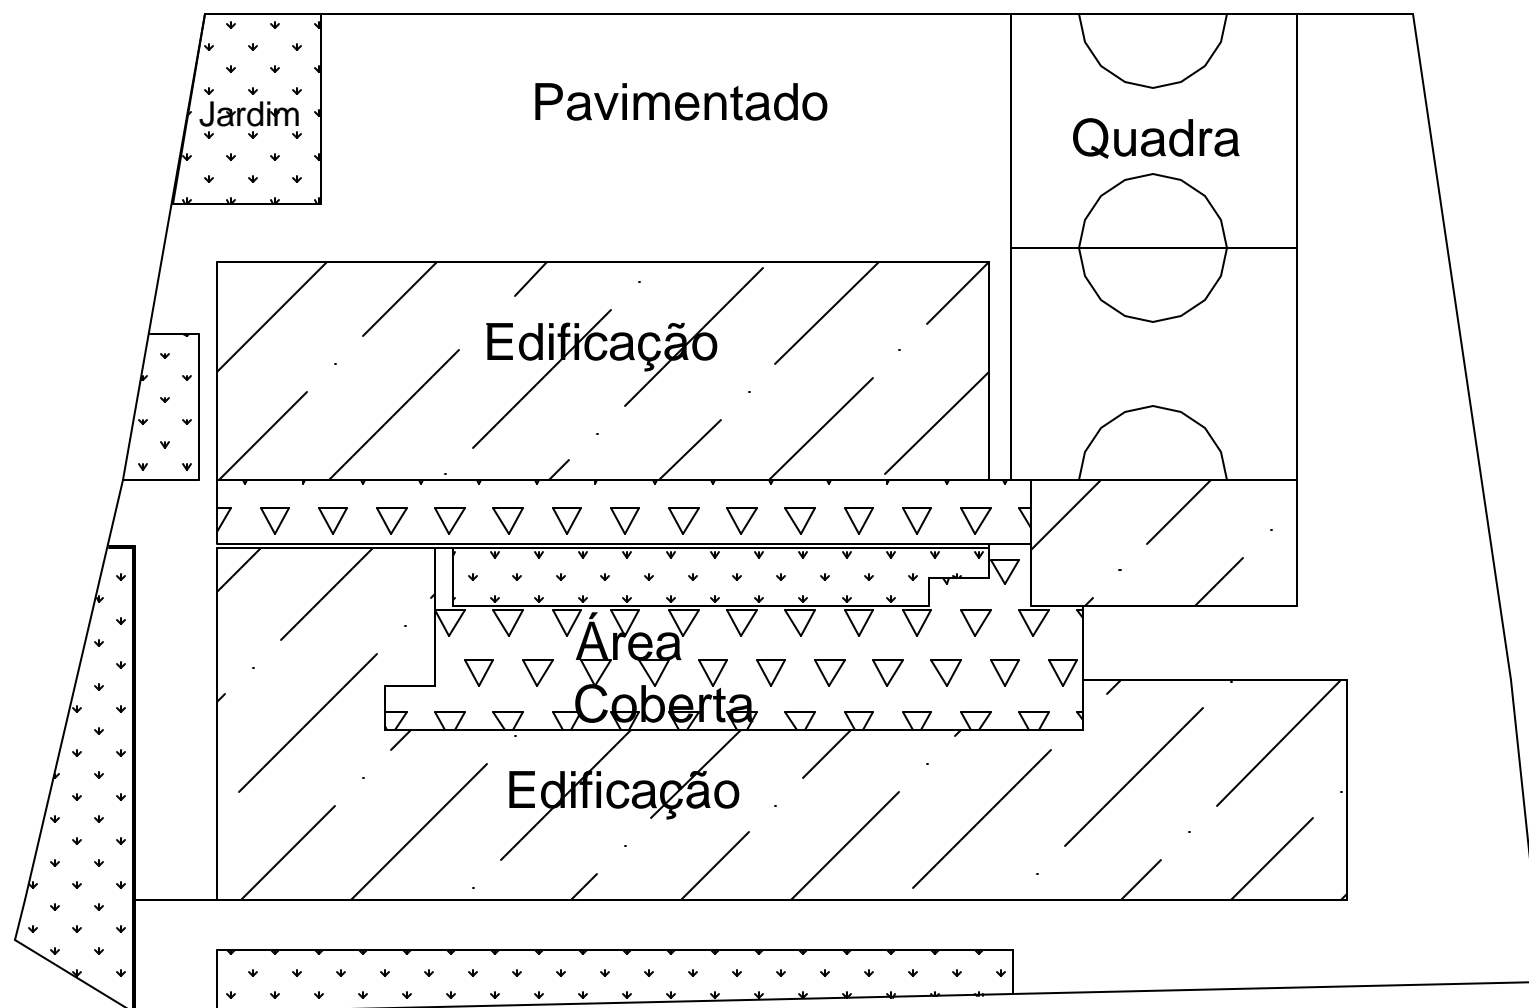 Jardim
Pavimentado
Quadra
Edificação
Área
Coberta
Edificação